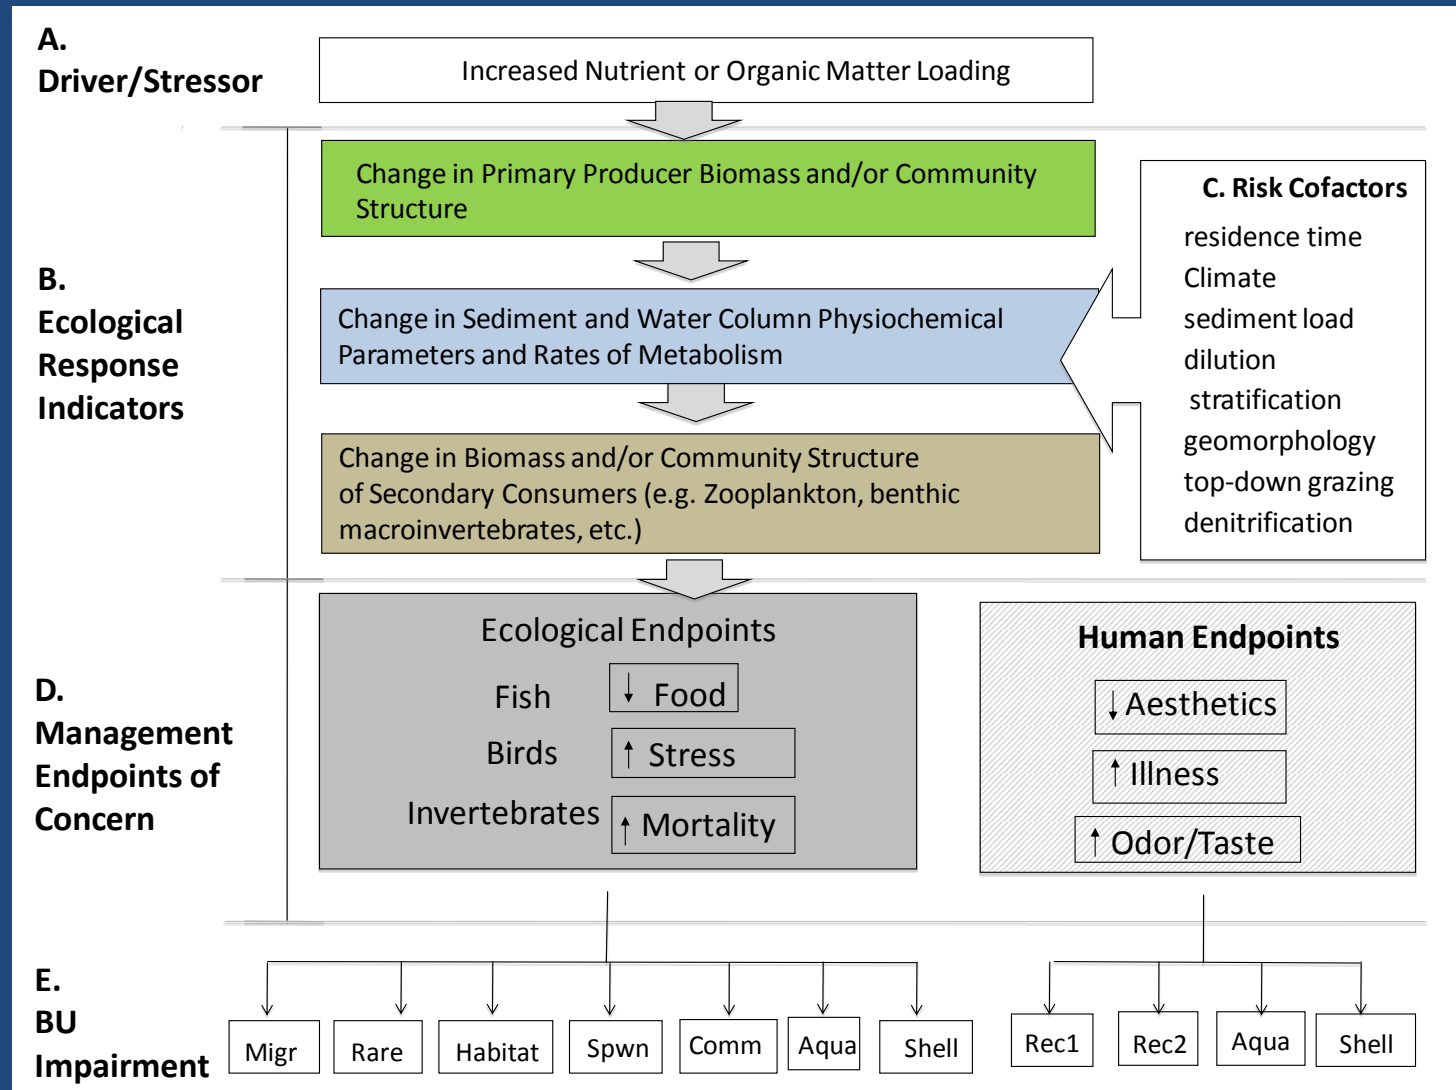 A.
Driver/Stressor
Increased Nutrient or Organic Matter Loading
Change in Primary Producer Biomass and/or Community
Structure
B.
Ecological
Response
Indicators
Change in Sediment and Water Column Physiochemical
Parameters and Rates of Metabolism
Change in Biomass and/or Community Structure
of Secondary Consumers (e.g. Zooplankton, benthic
macroinvertebrates, etc.)
C. Risk Cofactors
residence time
Climate
sediment load
dilution
stratification
geomorphology
top-down grazing
denitrification
D.
Management
Endpoints of
Concern
Ecological Endpoints
Fish ↓ Food
Birds ↑ Stress
Invertebrates ↑ Mortality
Human Endpoints
↓ Aesthetics
↑ Illness
↑ Odor/Taste
E.
BU
Impairment
Migr Rare Habitat Spwn Comm Aqua Shell
Rec1 Rec2 Aqua Shell